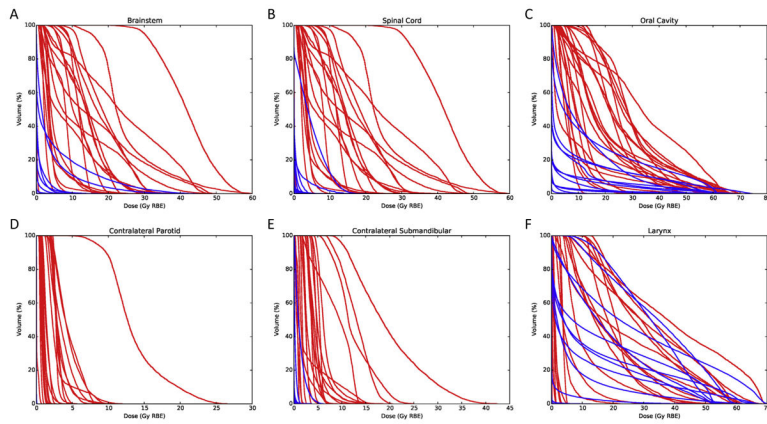 A
Brainstem
B
Spinal Cord
C
Oral Cavity
100
80
60
40
20
0
Volume (%)
0 10 20 30 40 50 60
Dose (Gy RBE)
100
80
60
40
20
0
Volume (%)
0 10 20 30 40 50 60
Dose (Gy RBE)
100
80
60
40
20
0
Volume (%)
0 10 20 30 40 50 60 70 80
Dose (Gy RBE)
D
Contralateral Parotid
E
Contralateral Submandibular
F
Larynx
100
80
60
40
20
0
Volume (%)
0 5 10 15 20 25 30
Dose (Gy RBE)
100
80
60
40
20
0
Volume (%)
0 5 10 15 20 25 30 35 40 45
Dose (Gy RBE)
100
80
60
40
20
0
Volume (%)
0 10 20 30 40 50 60 70
Dose (Gy RBE)